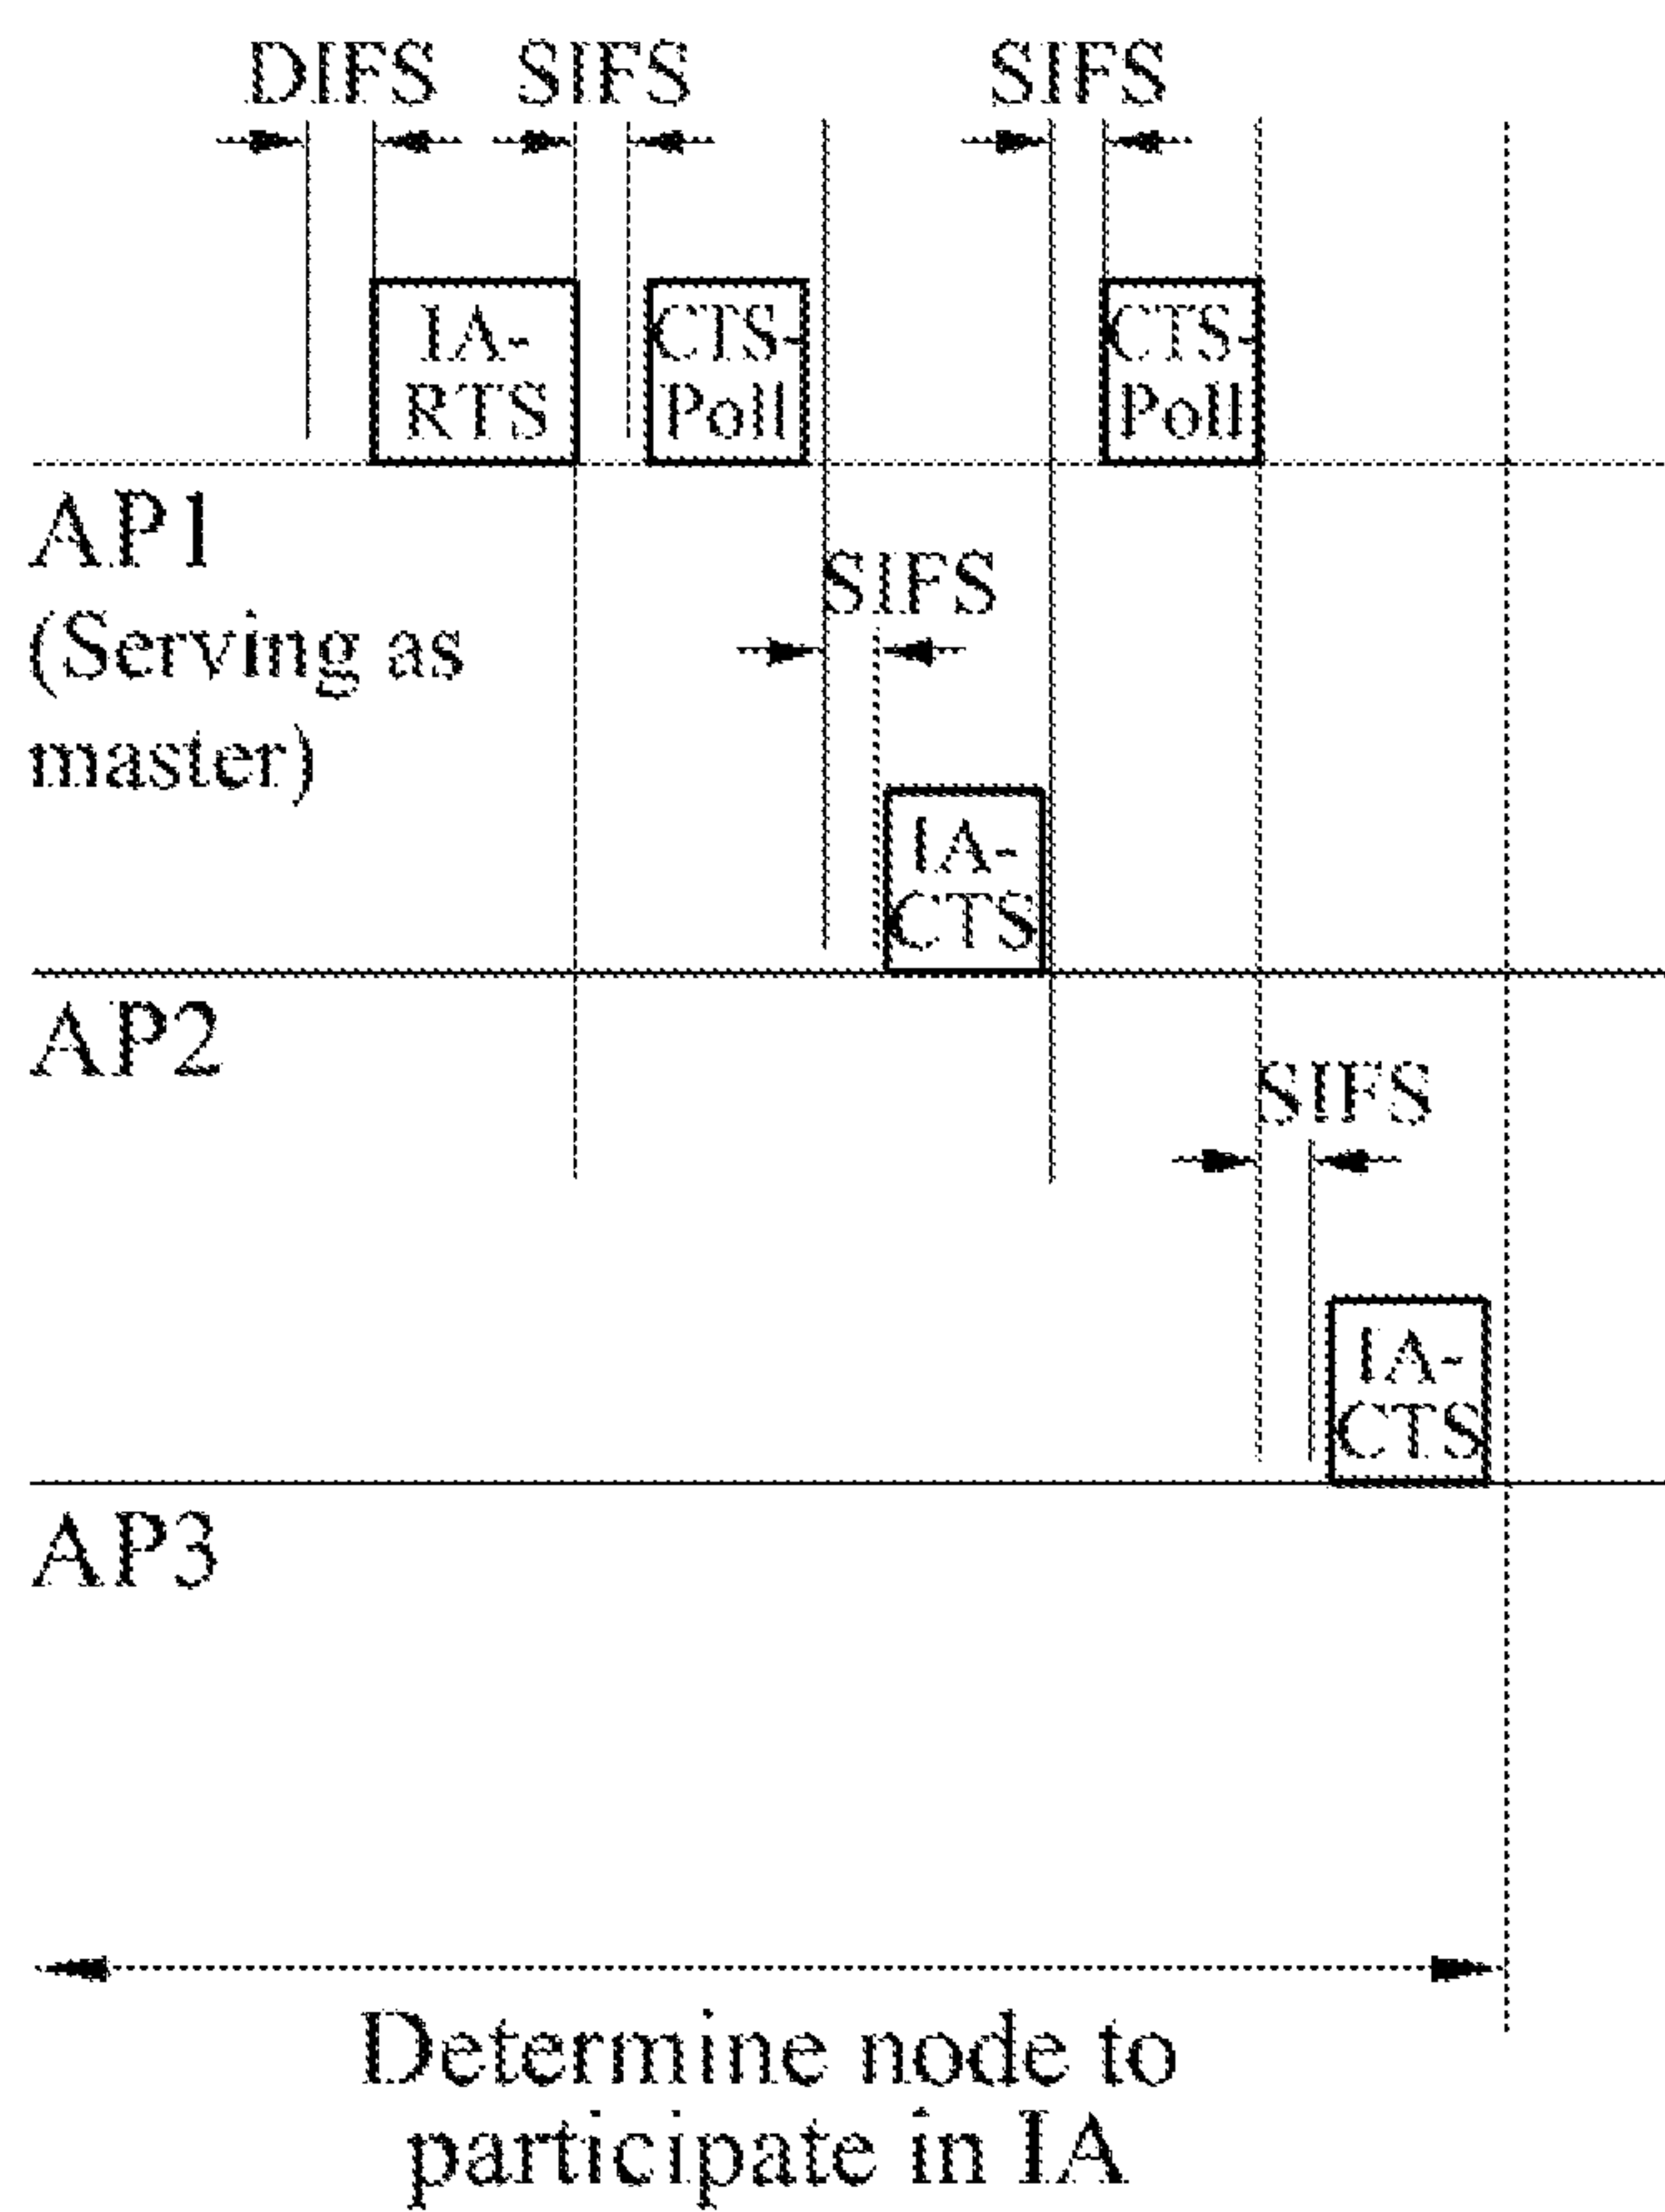 DIFS SIFS SIFS
IA-
RTS
CTS-
Poll
CTS-
Poll
AP1
(Serving as
master)
SIFS
IA-
CTS
AP2
SIFS
IA-
CTS
AP3
Determine node to
participate in IA